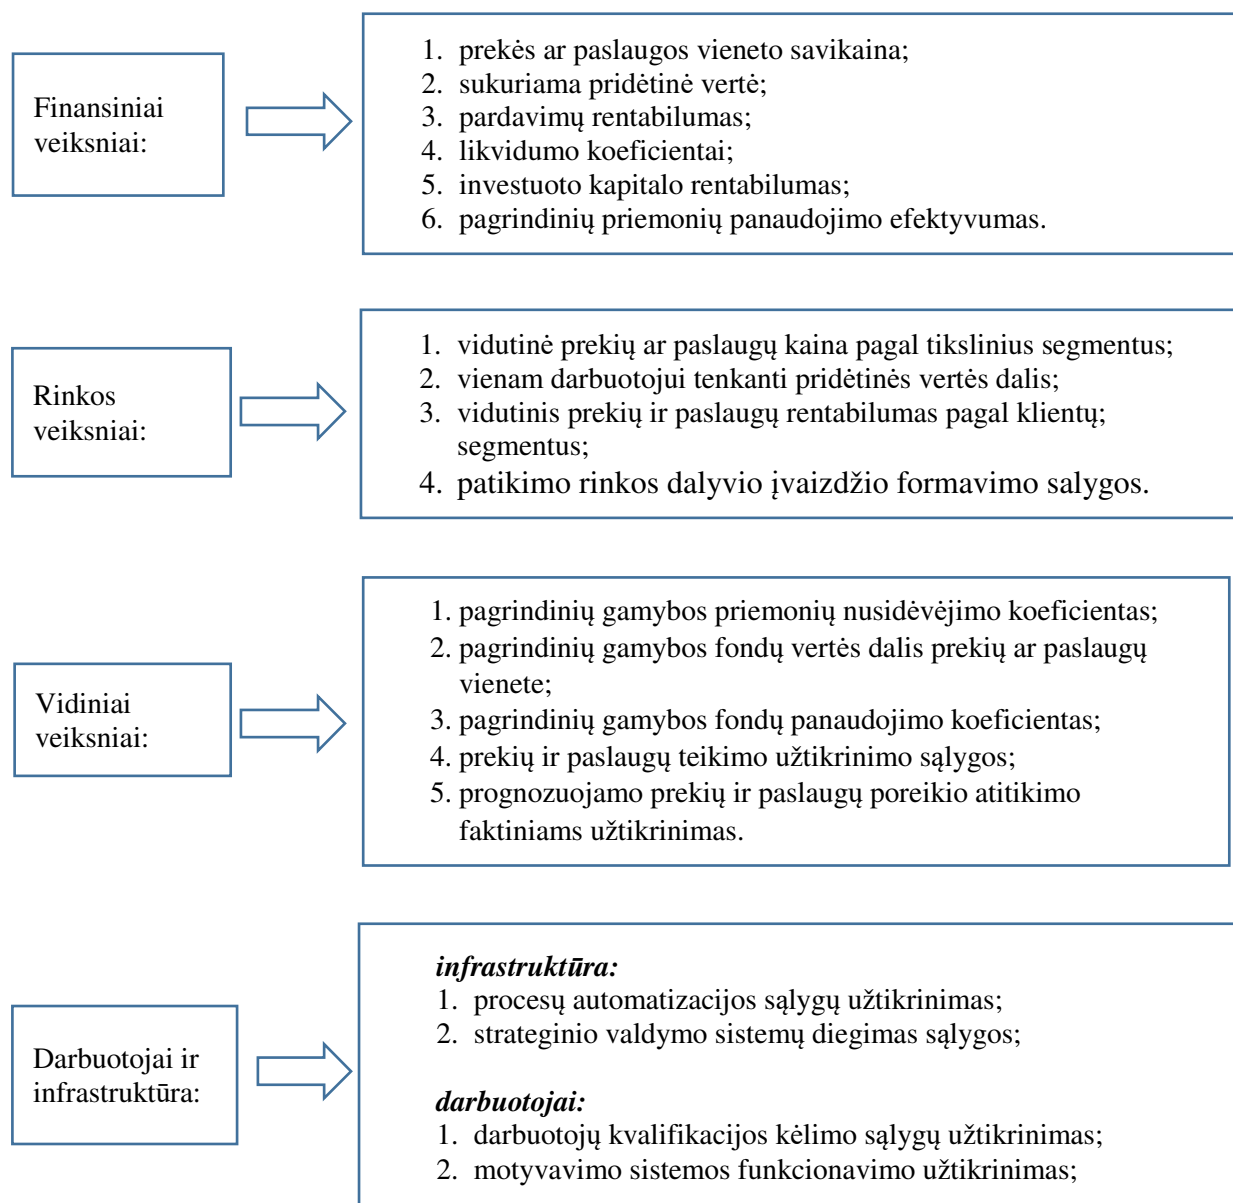 Finansiniai
veiksniai:
1. prekės ar paslaugos vieneto savikaina;
2. sukuriama pridėtinė vertė;
3. pardavimų rentabilumas;
4. likvidumo koeficientai;
5. investuoto kapitalo rentabilumas;
6. pagrindinių priemonių panaudojimo efektyvumas.
Rinkos
veiksniai:
1. vidutinė prekių ar paslaugų kaina pagal tikslinius segmentus;
2. vienam darbuotojui tenkanti pridėtinės vertės dalis;
3. vidutinis prekių ir paslaugų rentabilumas pagal klientų;
segmentus;
4. patikimo rinkos dalyvio įvaizdžio formavimo salygos.
Vidiniai
veiksniai:
1. pagrindinių gamybos priemonių nusidėvėjimo koeficientas;
2. pagrindinių gamybos fondų vertės dalis prekių ar paslaugų
vienete;
3. pagrindinių gamybos fondų panaudojimo koeficientas;
4. prekių ir paslaugų teikimo užtikrinimo sąlygos;
5. prognozuojamo prekių ir paslaugų poreikio atitikimo
faktiniams užtikrinimas.
Darbuotojai ir
infrastruktūra:
infrastruktūra:
1. procesų automatizacijos sąlygų užtikrinimas;
2. strateginio valdymo sistemų diegimas sąlygos;
darbuotojai:
1. darbuotojų kvalifikacijos kėlimo sąlygų užtikrinimas;
2. motyvavimo sistemos funkcionavimo užtikrinimas;